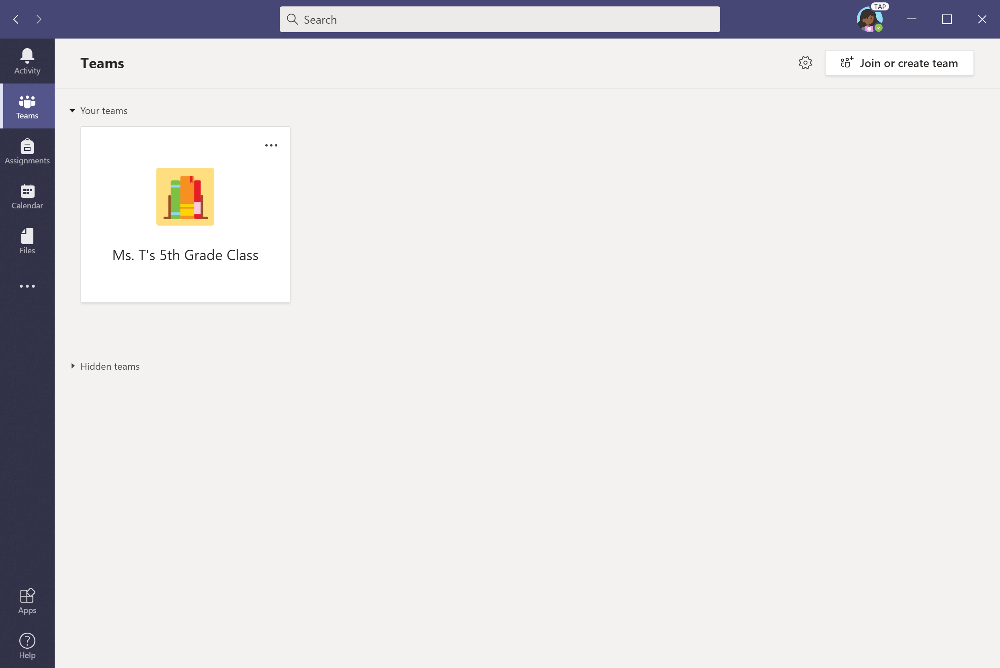 Search
TAP
Activity
Teams
Assignments
Calendar
Files
Apps
Help
Teams
Join or create team
Your teams
Ms. T's 5th Grade Class
Hidden teams